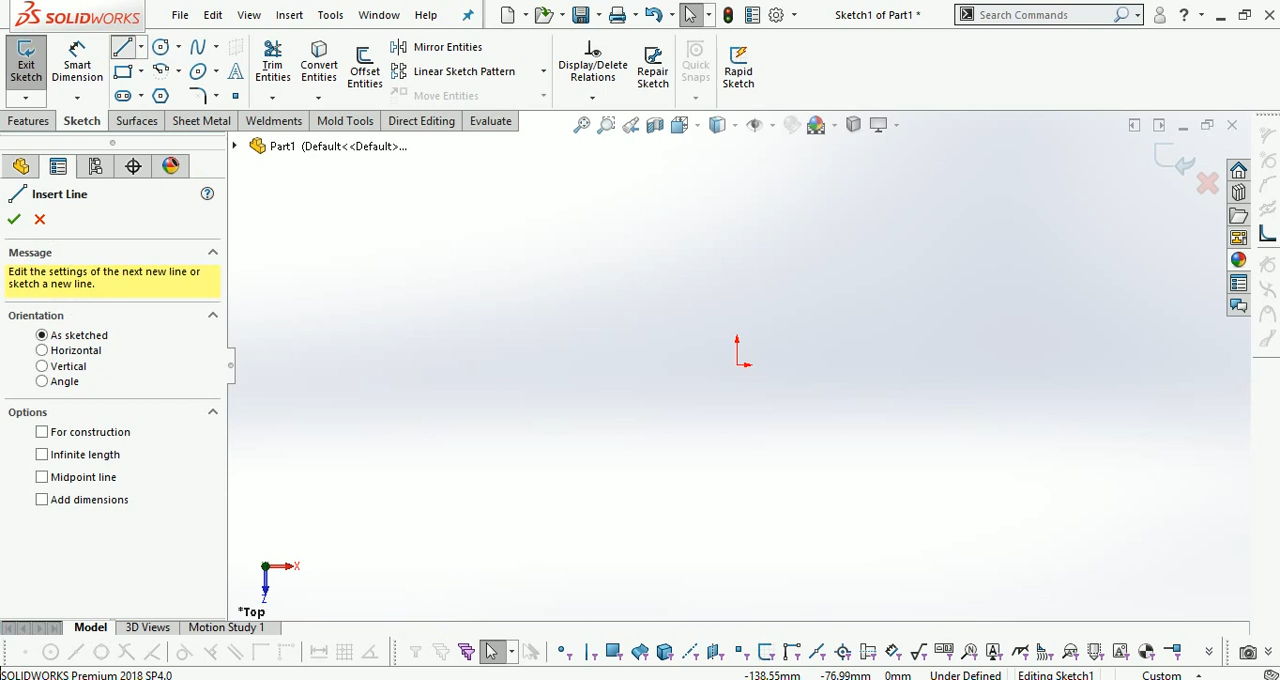 SOLIDWORKS File Edit View Insert Tools Window Help Sketch1 of Part1 * Search Commands ?
Exit Sketch
Smart Dimension
Trim Entities
Convert Entities
Offset Entities
Mirror Entities
Linear Sketch Pattern
Move Entities
Display/Delete Relations
Repair Sketch
Quick Snaps
Rapid Sketch
Features Sketch Surfaces Sheet Metal Weldments Mold Tools Direct Editing Evaluate
Part1 (Default<<Default>...
Insert Line ?
Message
Edit the settings of the next new line or
sketch a new line.
Orientation
As sketched
Horizontal
Vertical
Angle
Options
For construction
Infinite length
Midpoint line
Add dimensions
X
Z
*Top
Model 3D Views Motion Study 1
SOLIDWORKS Premium 2018 SP4.0 -138.55mm -76.99mm 0mm Under Defined Editing Sketch1 Custom